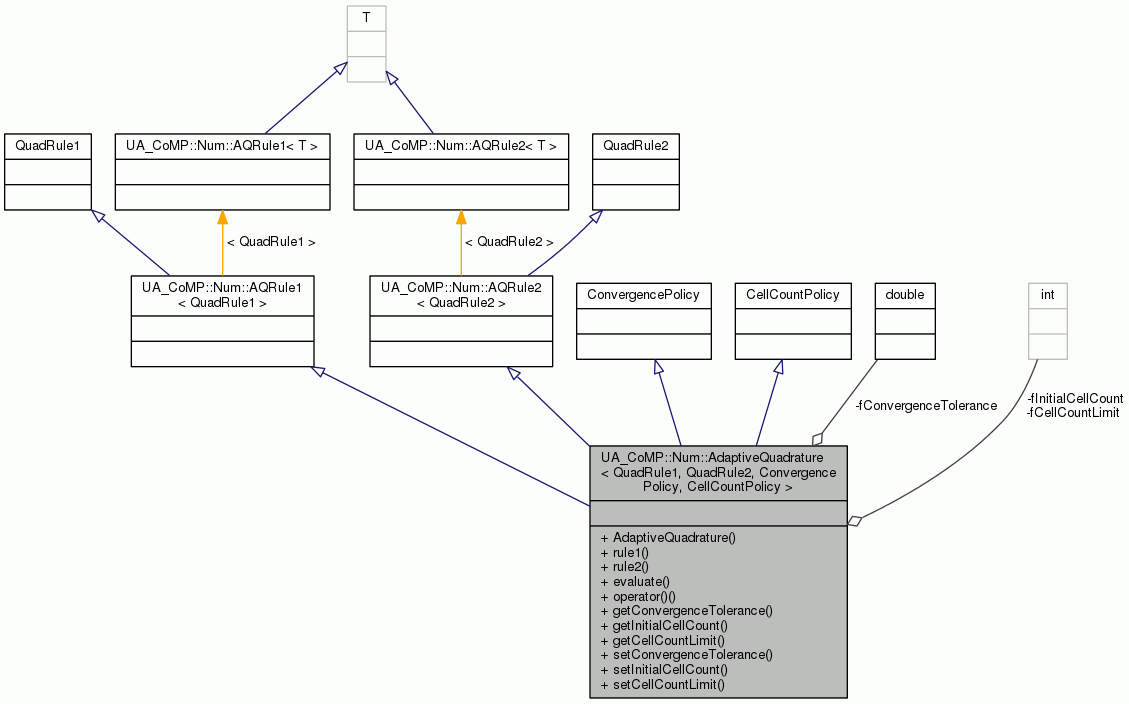 T
QuadRule1
UA_CoMP::Num::AQRule1< T >
UA_CoMP::Num::AQRule2< T >
QuadRule2
< QuadRule1 >
< QuadRule2 >
UA_CoMP::Num::AQRule1
< QuadRule1 >
UA_CoMP::Num::AQRule2
< QuadRule2 >
ConvergencePolicy
CellCountPolicy
double
int
-fConvergenceTolerance
-fInitialCellCount
-fCellCountLimit
UA_CoMP::Num::AdaptiveQuadrature
< QuadRule1, QuadRule2, Convergence
Policy, CellCountPolicy >
+ AdaptiveQuadrature()
+ rule1()
+ rule2()
+ evaluate()
+ operator()()
+ getConvergenceTolerance()
+ getInitialCellCount()
+ getCellCountLimit()
+ setConvergenceTolerance()
+ setInitialCellCount()
+ setCellCountLimit()